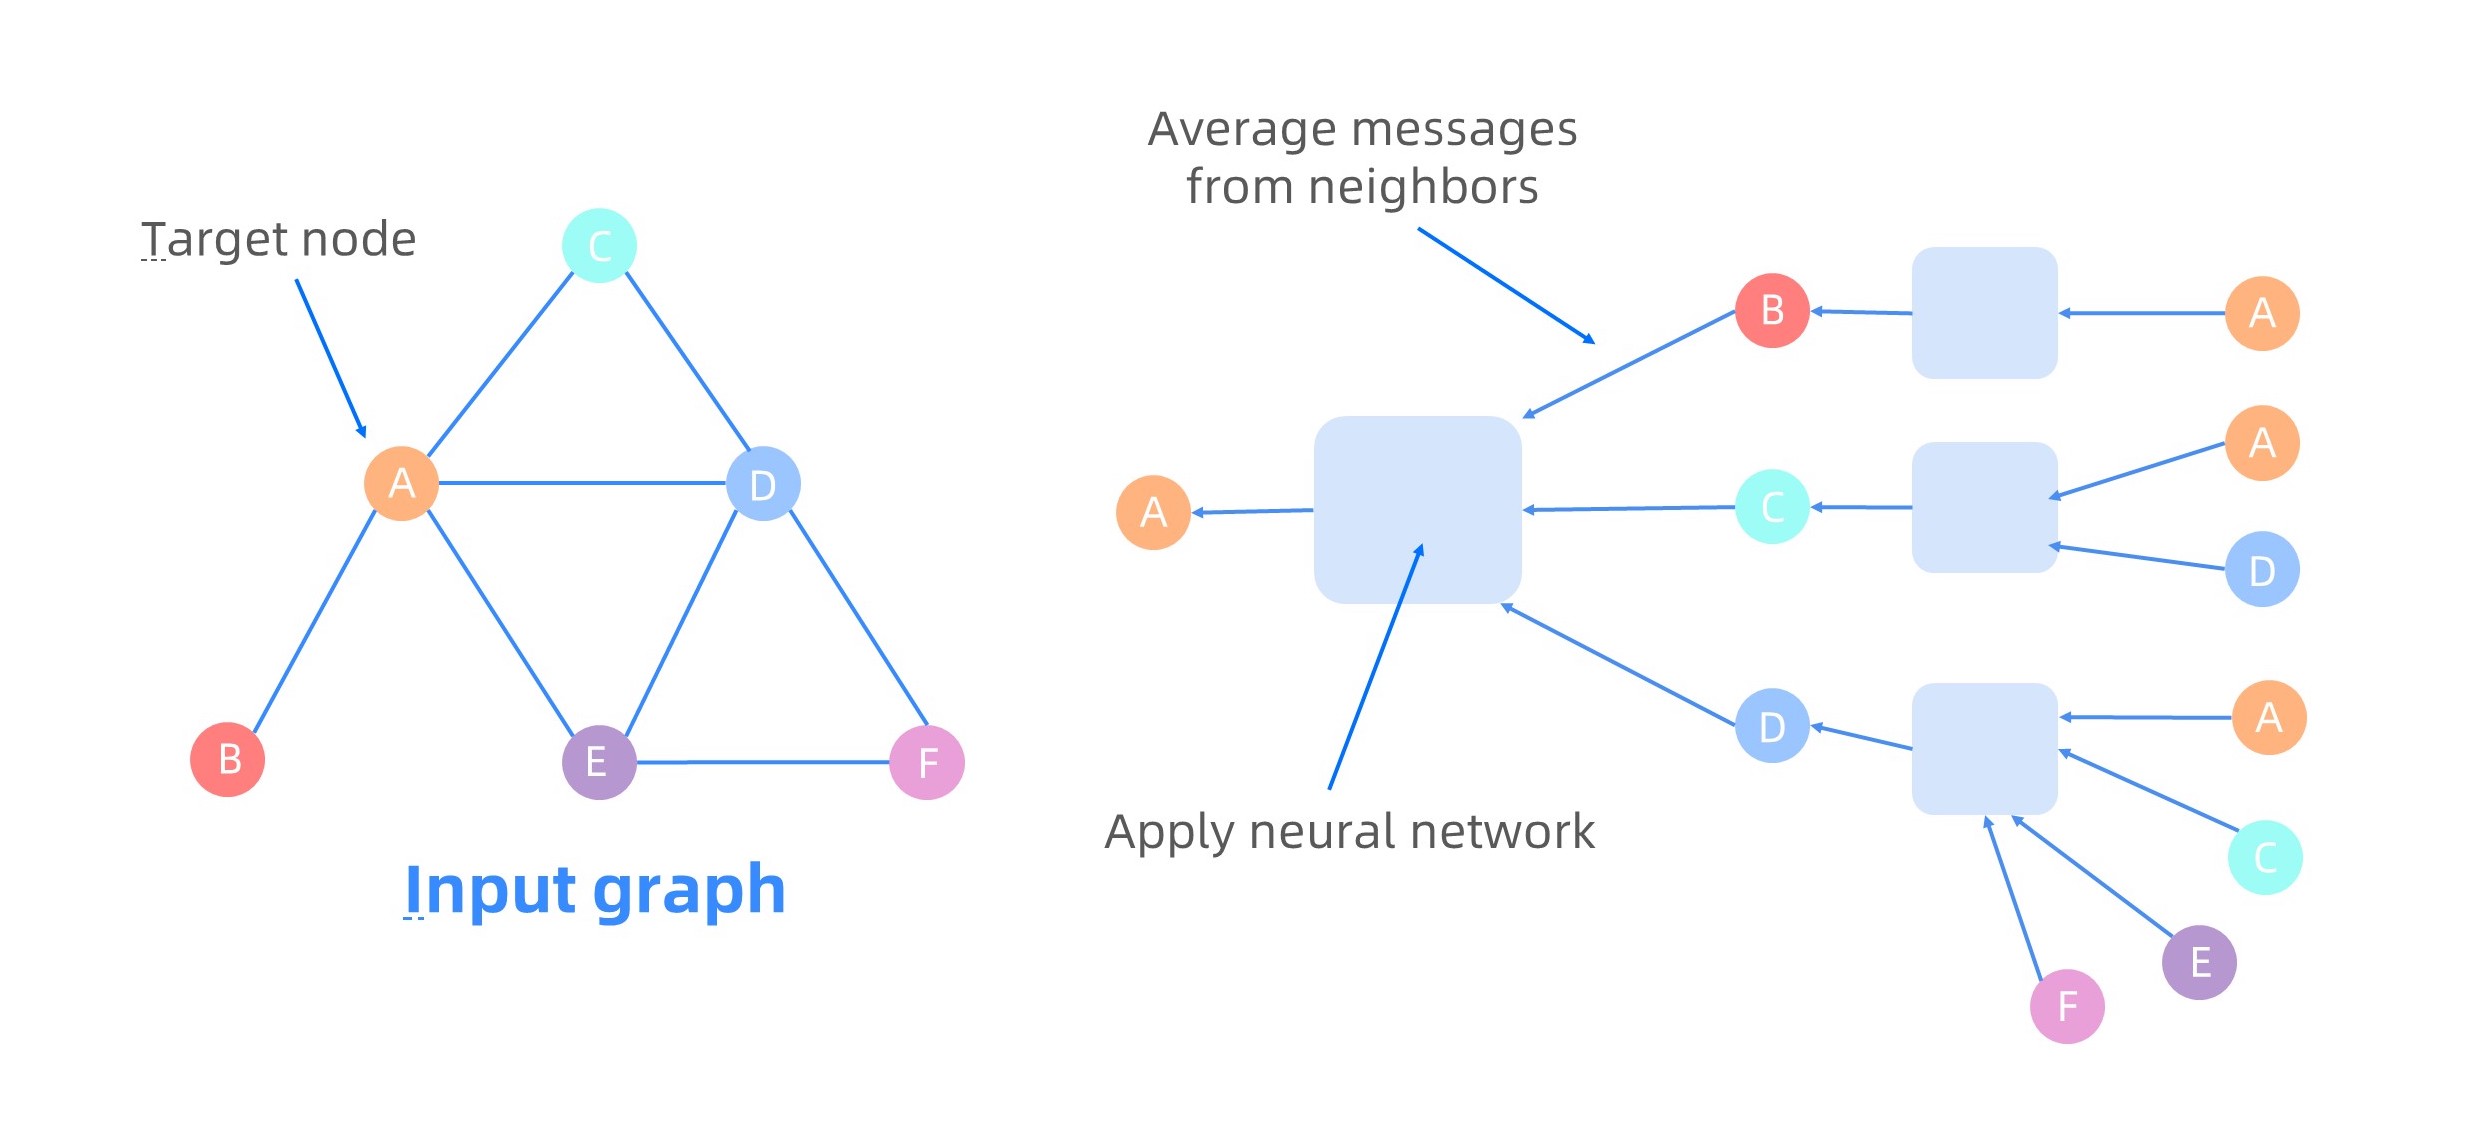 Target node
C
A
D
B
E
F
Input graph
Average messages
from neighbors
B
A
A
A
C
D
A
D
Apply neural network
C
E
F